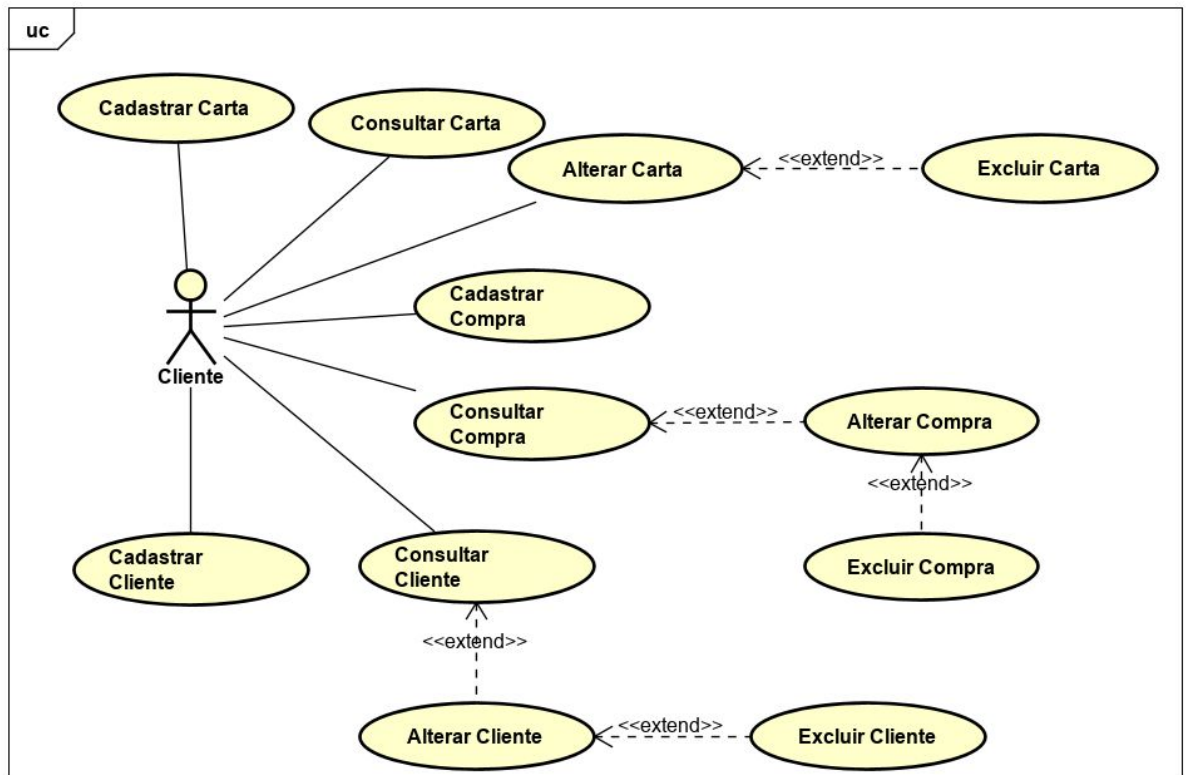 uc
Cadastrar Carta
Consultar Carta
Alterar Carta
<<extend>>
Excluir Carta
Cadastrar
Compra
Cliente
Consultar
Compra
<<extend>>
Alterar Compra
<<extend>>
Cadastrar
Cliente
Consultar
Cliente
Excluir Compra
<<extend>>
Alterar Cliente
<<extend>>
Excluir Cliente